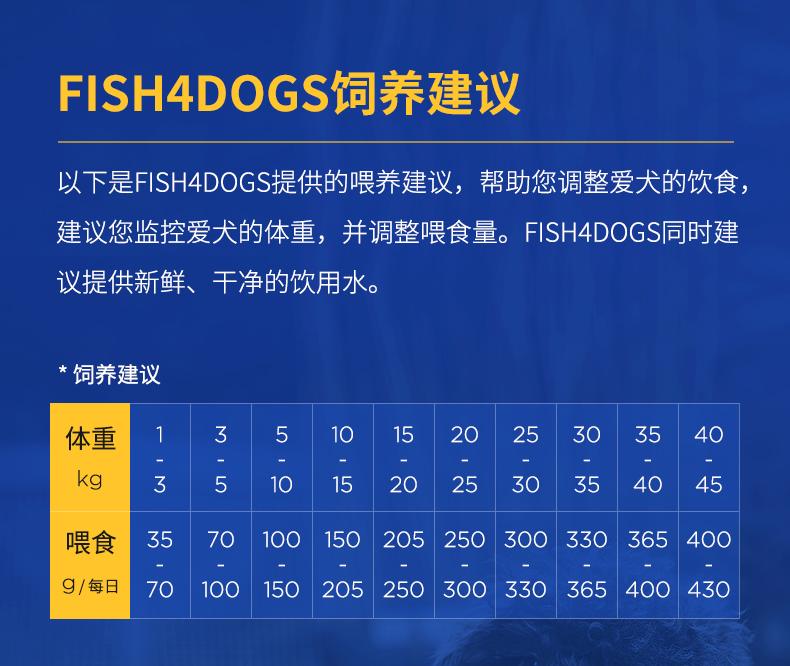 FISH4DOGS饲养建议
以下是FISH4DOGS提供的喂养建议，帮助您调整爱犬的饮食，
建议您监控爱犬的体重，并调整喂食量。FISH4DOGS同时建
议提供新鲜、干净的饮用水。
* 饲养建议
体重 kg 1-3 3-5 5-10 10-15 15-20 20-25 25-30 30-35 35-40 40-45
喂食 g/每日 35-70 70-100 100-150 150-205 205-250 250-300 300-330 330-365 365-400 400-430